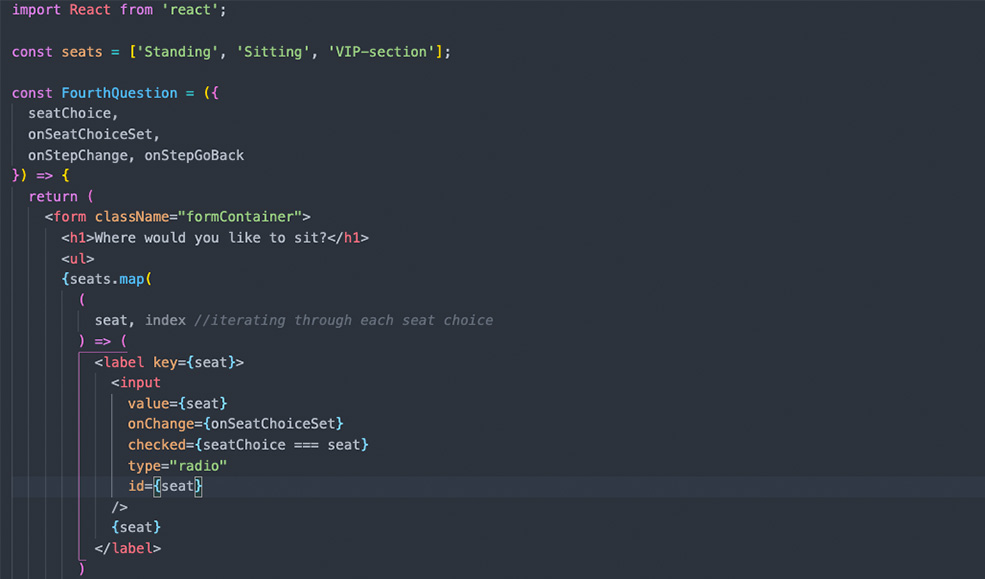 import React from 'react';
const seats = ['Standing', 'Sitting', 'VIP-section'];
const FourthQuestion = ({
seatChoice,
onSeatChoiceSet,
onStepChange, onStepGoBack
}) => {
return (
<form className="formContainer">
<h1>Where would you like to sit?</h1>
<ul>
{seats.map(
(
seat, index //iterating through each seat choice
) => (
<label key={seat}>
<input
value={seat}
onChange={onSeatChoiceSet}
checked={seatChoice === seat}
type="radio"
id={seat}
/>
{seat}
</label>
)